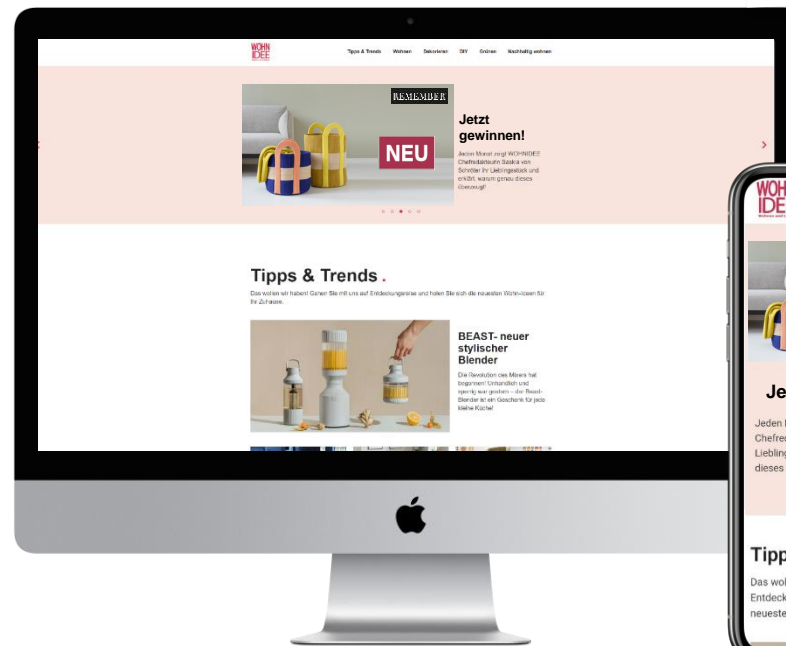 WOHN
IDEE
Tipps & Trends Wohnen Dekorieren DIY Grünes Nachhaltig wohnen
REMEMBER
NEU
Jetzt
gewinnen!
Jeden Monat zeigt WOHNIDEE
Chefredakteurin Saskia von
Schröter ihr Lieblingsstück und
erklärt, warum genau dieses
überzeugt!
Tipps & Trends .
Das wollen wir haben! Gehen Sie mit uns auf Entdeckungsreise und holen Sie sich die neuesten Wohn-Ideen für
Ihr Zuhause.
BEAST- neuer
stylischer
Blender
Die Revolution des Mixers hat
begonnen! Unhandlich und
sperrig war gestern – der Beast-
Blender ist ein Geschenk für jede
kleine Küche!
WOH
IDE
Je
Jeden
Chefre
Liebling
dieses
Tipp
Das wol
Entdeck
neueste